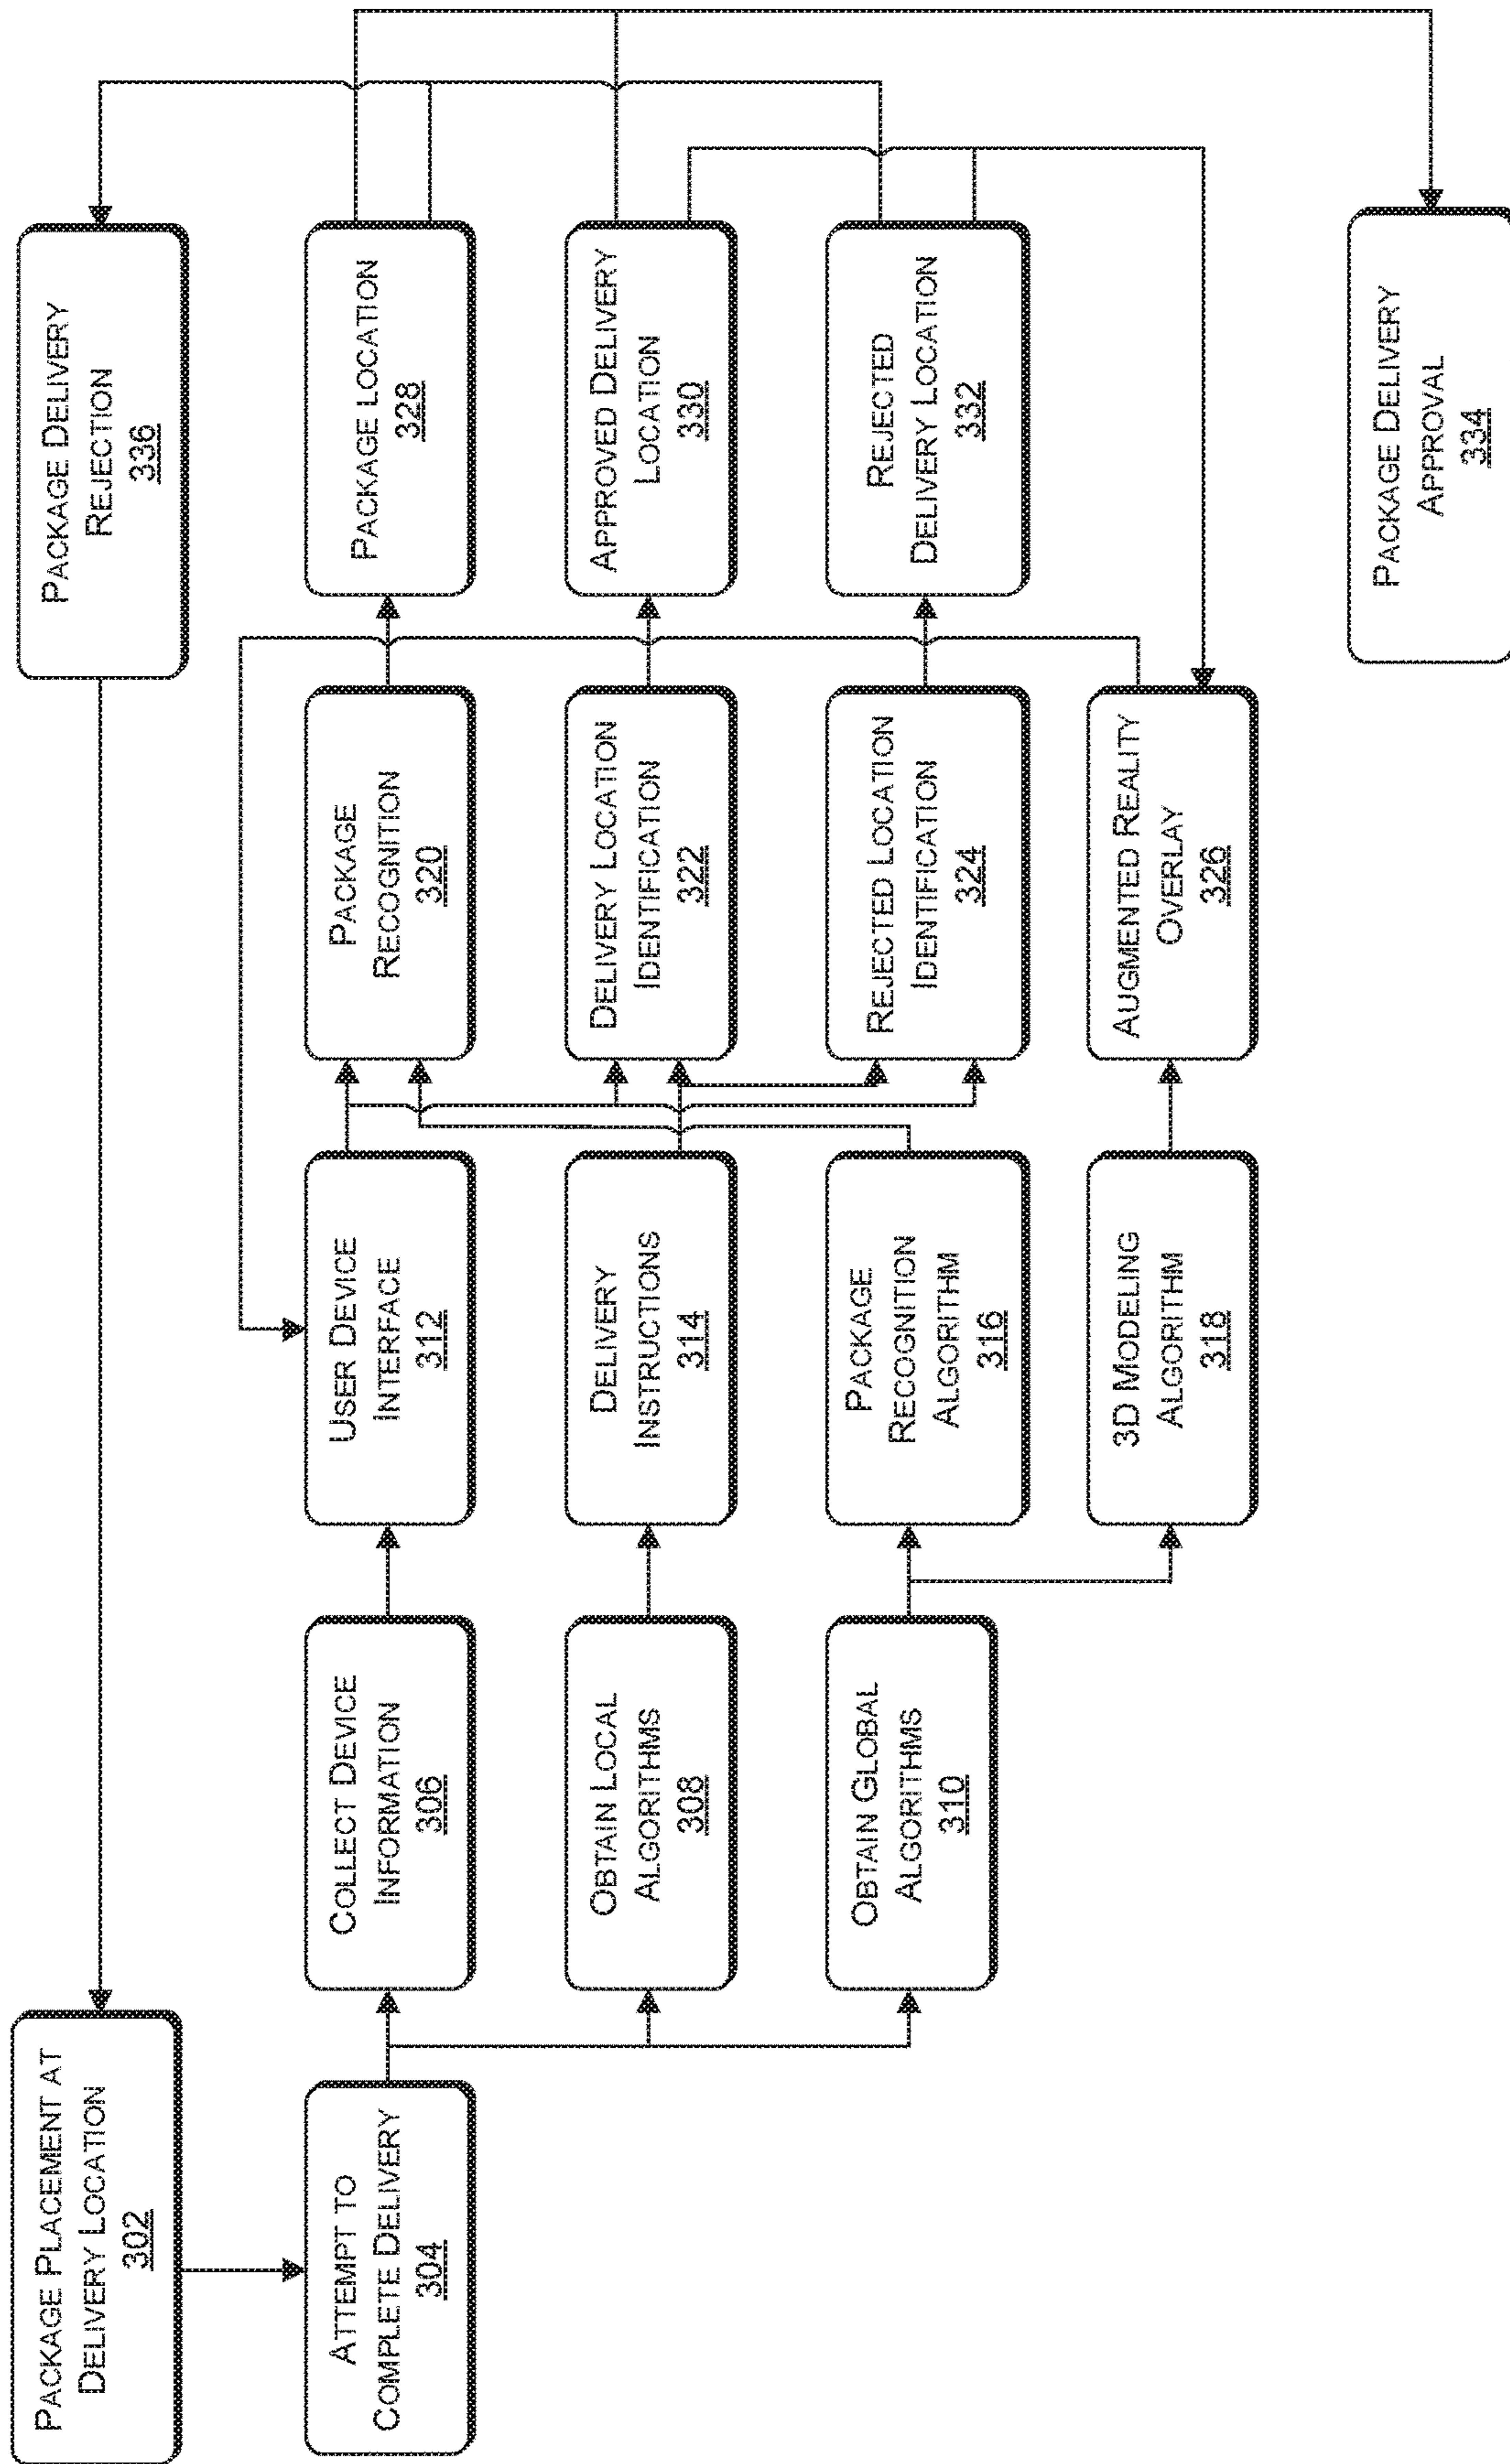 PACKAGE PLACEMENT AT
DELIVERY LOCATION
302
PACKAGE DELIVERY
REJECTION
336
ATTEMPT TO
COMPLETE DELIVERY
304
COLLECT DEVICE
INFORMATION
306
USER DEVICE
INTERFACE
312
PACKAGE
RECOGNITION
320
PACKAGE LOCATION
328
OBTAIN LOCAL
ALGORITHMS
308
DELIVERY
INSTRUCTIONS
314
DELIVERY LOCATION
IDENTIFICATION
322
APPROVED DELIVERY
LOCATION
330
OBTAIN GLOBAL
ALGORITHMS
310
PACKAGE
RECOGNITION
ALGORITHM
316
REJECTED LOCATION
IDENTIFICATION
324
REJECTED
DELIVERY LOCATION
332
3D MODELING
ALGORITHM
318
AUGMENTED REALITY
OVERLAY
326
PACKAGE DELIVERY
APPROVAL
334